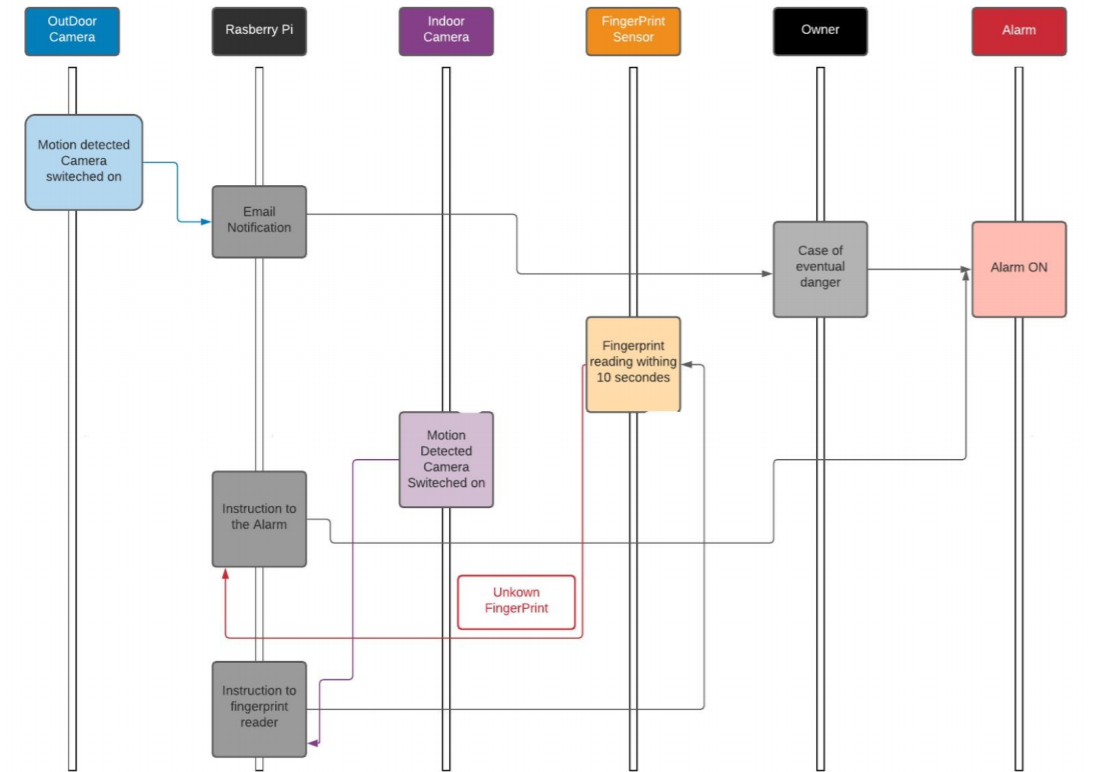 OutDoor
Camera
Rasberry Pi
Indoor
Camera
FingerPrint
Sensor
Owner
Alarm
Motion detected
Camera
switeched on
Email
Notification
Case of
eventual
danger
Alarm ON
Fingerprint
reading withing
10 secondes
Motion
Detected
Camera
Switeched on
Instruction to
the Alarm
Unkown
FingerPrint
Instruction to
fingerprint
reader